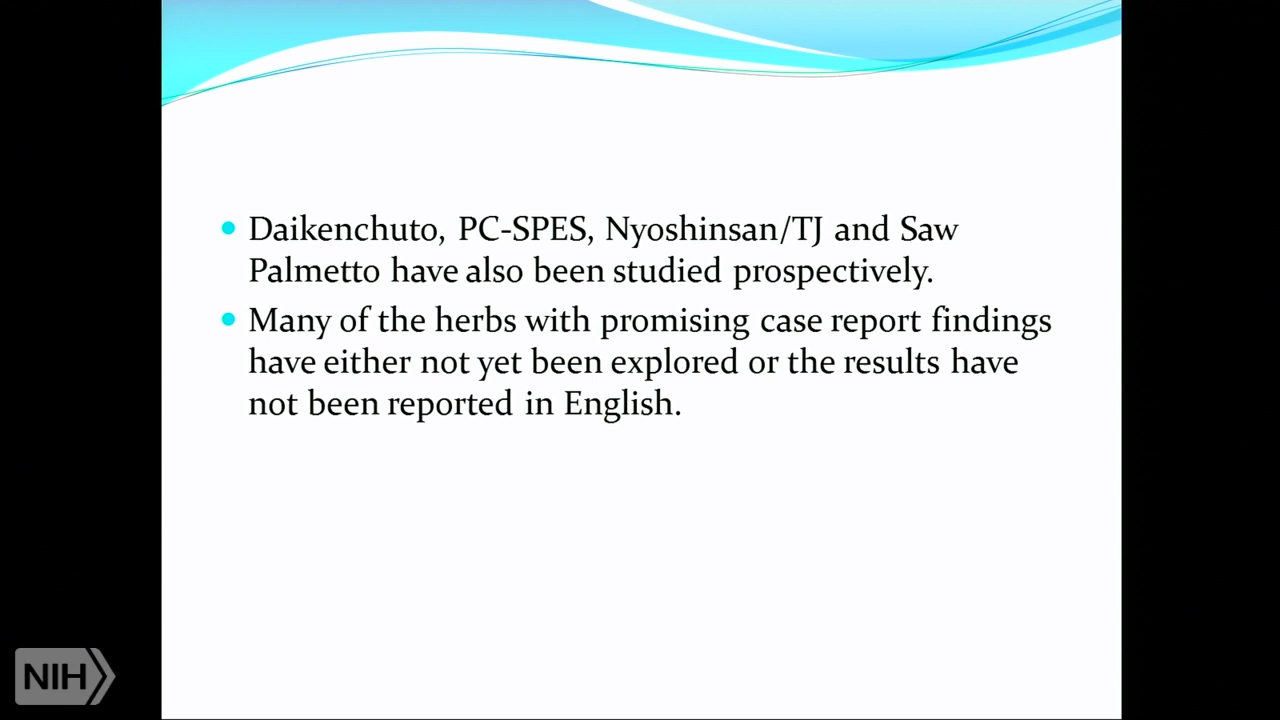 Daikenchuto, PC-SPES, Nyoshinsan/TJ and Saw
Palmetto have also been studied prospectively.
Many of the herbs with promising case report findings
have either not yet been explored or the results have
not been reported in English.
NIH